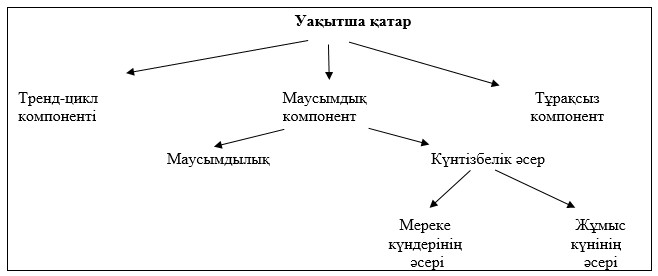 Уақытша қатар
Тренд-цикл
компоненті
Маусымдық
компонент
Тұрақсыз
компонент
Маусымдылық
Күнтізбелік әсер
Мереке
күндерінің
әсері
Жұмыс
күнінің
әсері